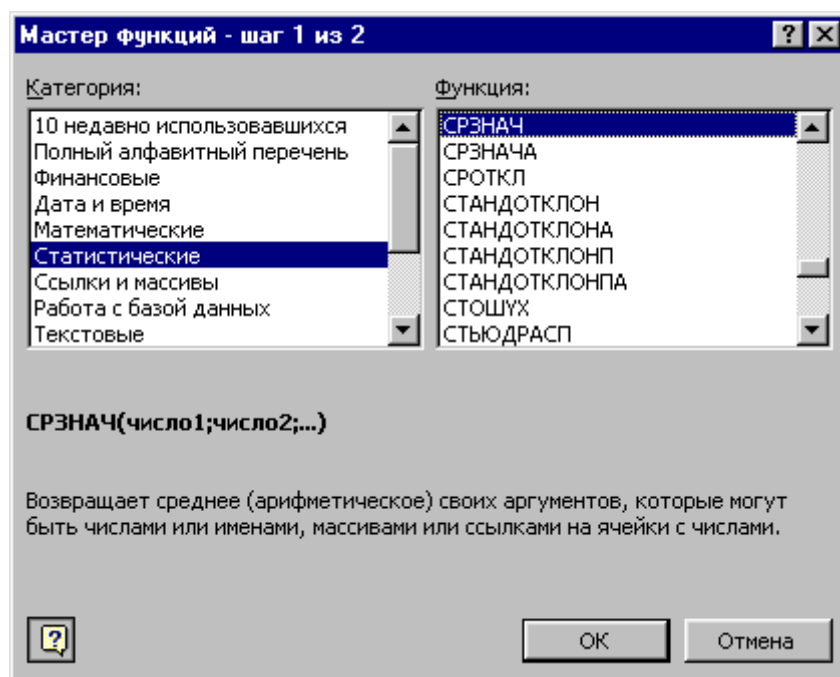 Мастер функций - шаг 1 из 2
Категория:
10 недавно использовавшихся
Полный алфавитный перечень
Финансовые
Дата и время
Математические
Статистические
Ссылки и массивы
Работа с базой данных
Текстовые
Функция:
СРЗНАЧ
СРЗНАЧА
СРОТКЛ
СТАНДОТКЛОН
СТАНДОТКЛОНА
СТАНДОТКЛОНП
СТАНДОТКЛОНПА
СТОШYX
СТЬЮДРАСП
СРЗНАЧ(число1;число2;...)
Возвращает среднее (арифметическое) своих аргументов, которые могут
быть числами или именами, массивами или ссылками на ячейки с числами.
ОК
Отмена